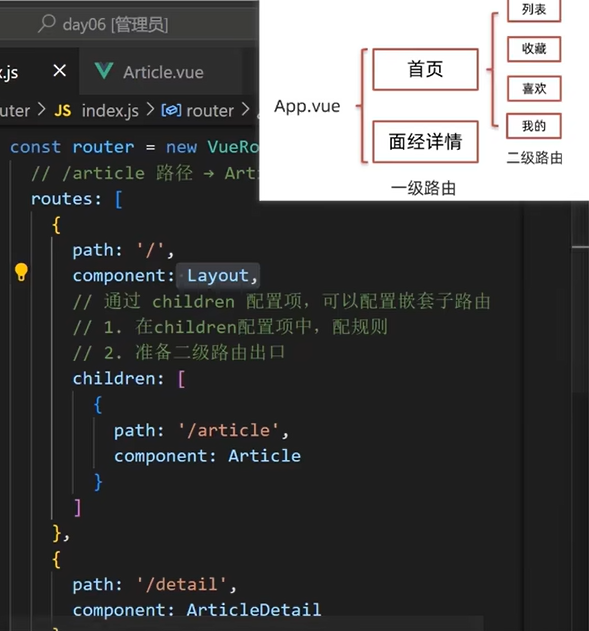 day06 [管理员]
.js
Article.vue
uter > JS index.js > router >
const router = new VueRo
// /article 路径 → Art
routes: [
{
path: '/',
component: Layout,
// 通过 children 配置项，可以配置嵌套子路由
// 1. 在children配置项中，配规则
// 2. 准备二级路由出口
children: [
{
path: '/article',
component: Article
}
]
},
{
path: '/detail',
component: ArticleDetail
App.vue
首页
面经详情
一级路由
列表
收藏
喜欢
我的
二级路由